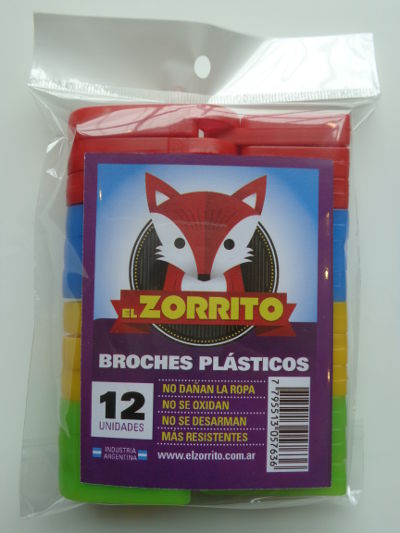 EL ZORRITO
BROCHES PLÁSTICOS
12
UNIDADES
NO DAÑAN LA ROPA
NO SE OXIDAN
NO SE DESARMAN
MÁS RESISTENTES
INDUSTRIA
ARGENTINA
www.elzorrito.com.ar
7 795513 057636